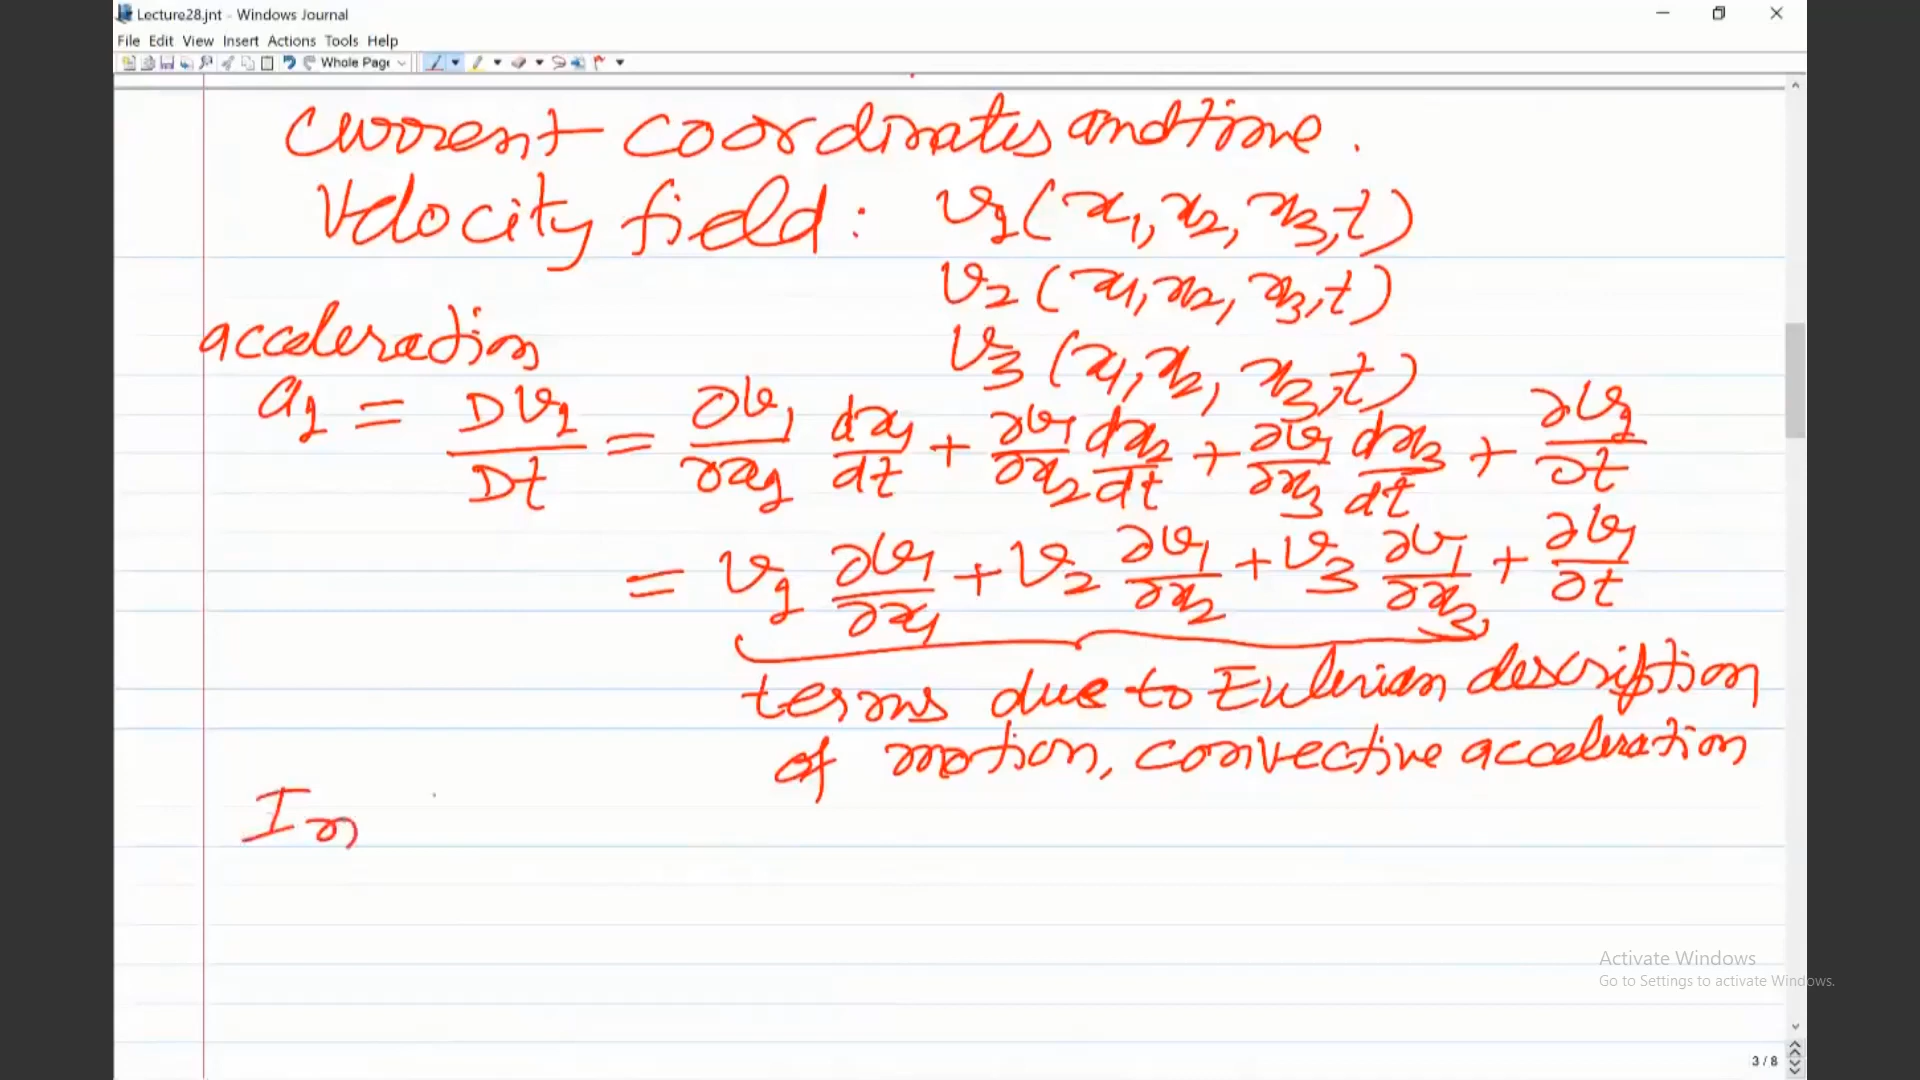 Lecture28.jnt - Windows Journal
File Edit View Insert Actions Tools Help
Whole Page
Current coordinates and time.
Velocity field : v1(x1, x2, x3, t)
v2 (x1, x2, x3, t)
v3 (x1, x2, x3, t)
acceleration
a1 = Dv1/Dt = ∂v1/∂x1 dx1/dt + ∂v1/∂x2 dx2/dt + ∂v1/∂x3 dx3/dt + ∂v1/∂t
= v1 ∂v1/∂x1 + v2 ∂v1/∂x2 + v3 ∂v1/∂x3 + ∂v1/∂t
terms due to Eulerian description
of motion, convective acceleration
In
Activate Windows
Go to Settings to activate Windows.
3 / 8